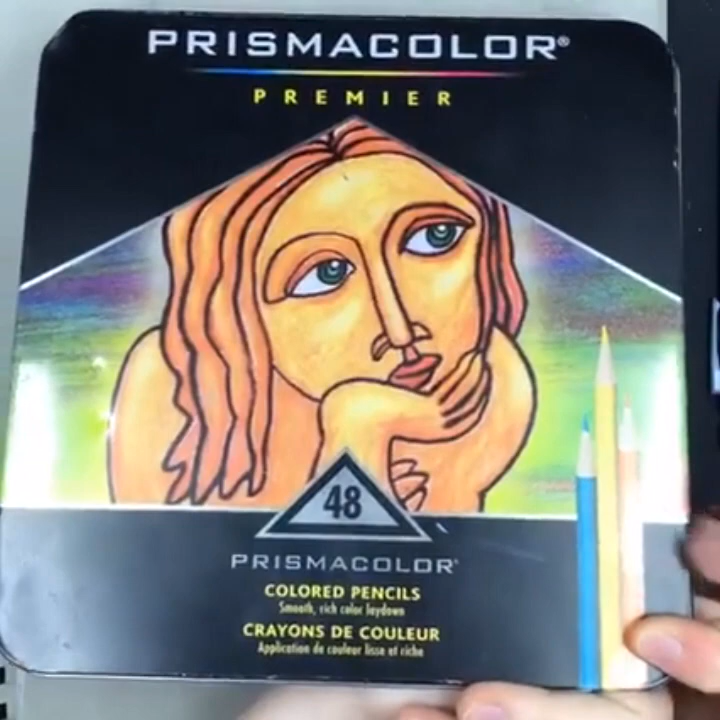 PRISMACOLOR®
PREMIER
48
PRISMACOLOR®
COLORED PENCILS
Smooth, rich color laydown
CRAYONS DE COULEUR
Application de couleur lisse et riche